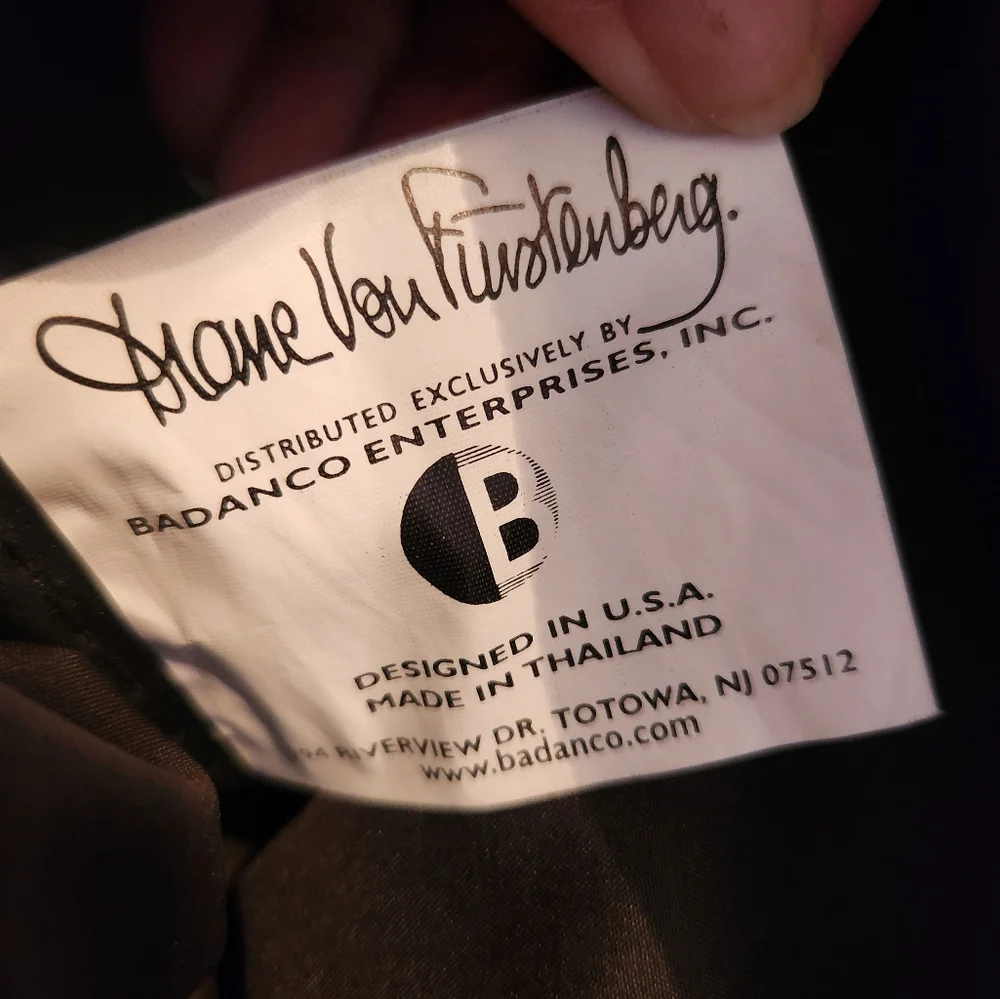 Diane Von Furstenberg.
DISTRIBUTED EXCLUSIVELY BY
BADANCO ENTERPRISES, INC.
B
DESIGNED IN U.S.A.
MADE IN THAILAND
RIVERVIEW DR. TOTOWA, NJ 07512
www.badanco.com